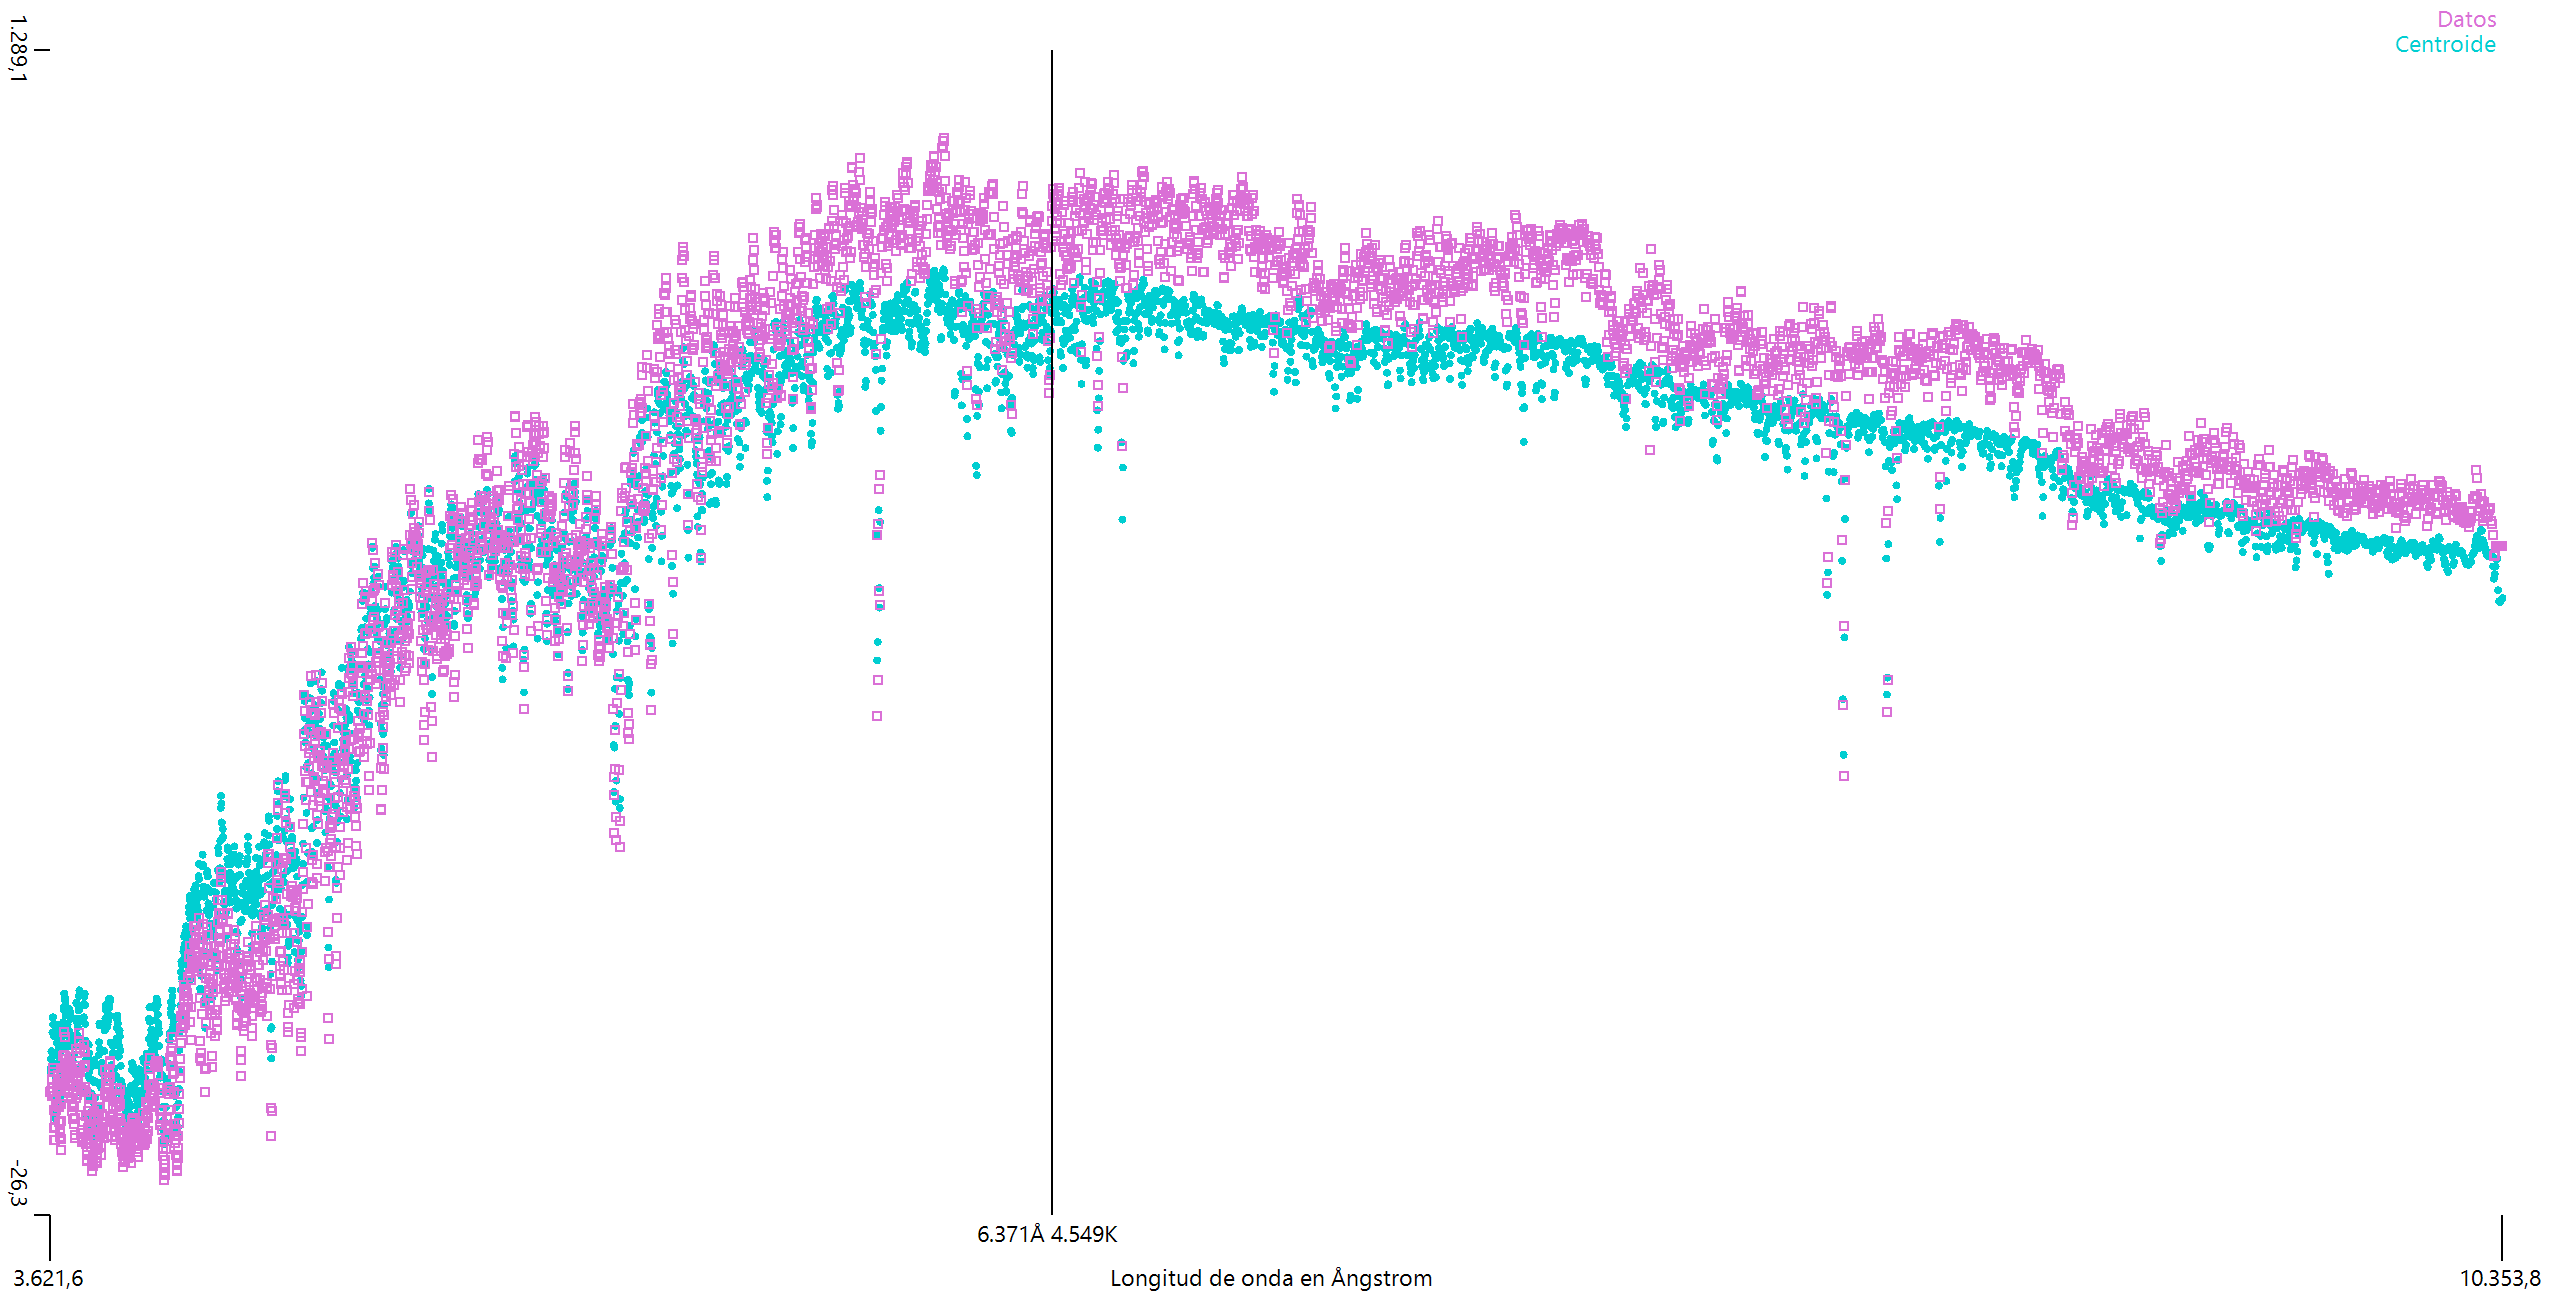 Datos
Centroide
1.289,1
-26,3
6.371Å 4.549K
3.621,6
Longitud de onda en Ångstrom
10.353,8